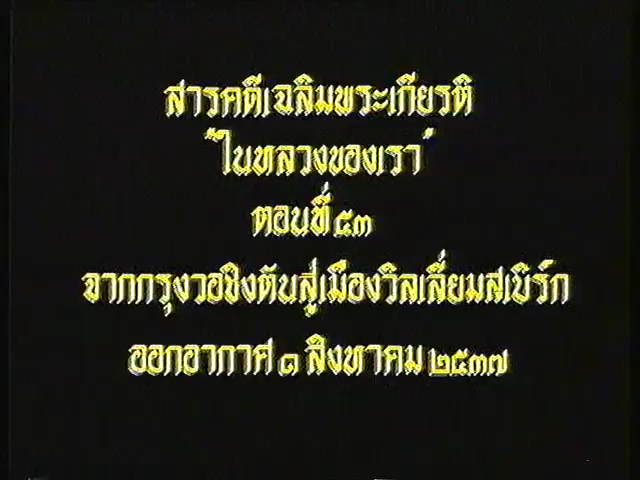 สารคดีเฉลิมพระเกียรติ
"ในหลวงของเรา"
ตอนที่ ๕๓
จากกรุงวอชิงตันสู่เมืองวิลเลี่ยมสเบิร์ก
ออกอากาศ ๑ สิงหาคม ๒๕๓๗